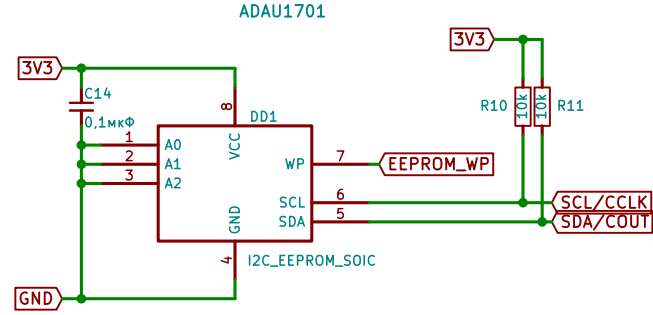 ADAU1701
3V3
3V3
C14
0,1мкФ
8
VCC
DD1
R10
10k
10k
R11
1
A0
2
A1
3
A2
WP
7
EEPROM_WP
SCL
6
SCL/CCLK
SDA
5
SDA/COUT
GND
4
I2C_EEPROM_SOIC
GND